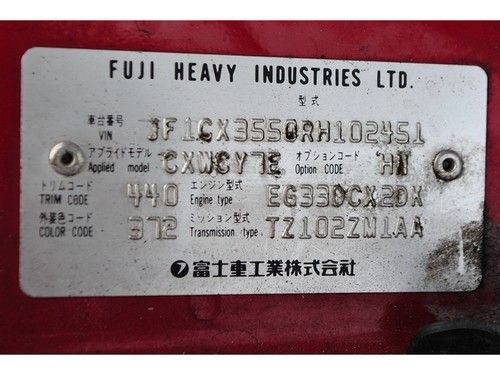 FUJI HEAVY INDUSTRIES LTD.
型式
車台番号
VIN JF1CX3550RH102451
アプライドモデル オプションコード
Applied model CXWCY7E Option CODE HN
トリムコード エンジン型式
TRIM CODE 440 Engine type EG33DCX2DX
外装色コード ミッション型式
COLOR CODE 372 Transmission type TZ102ZM1AA
富士重工業株式会社